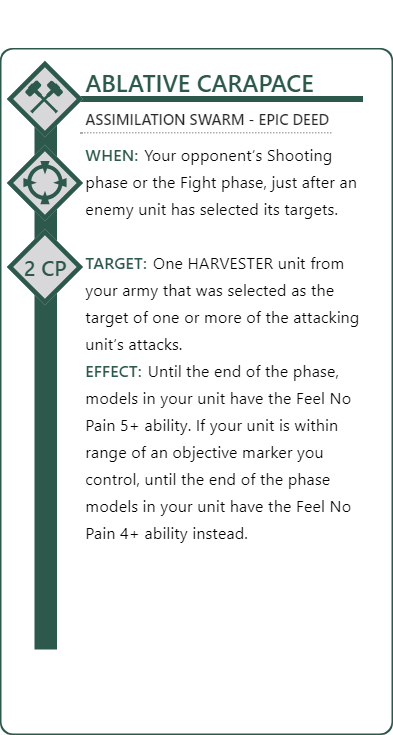 ABLATIVE CARAPACE
ASSIMILATION SWARM - EPIC DEED
WHEN: Your opponent's Shooting
phase or the Fight phase, just after an
enemy unit has selected its targets.
2 CP
TARGET: One HARVESTER unit from
your army that was selected as the
target of one or more of the attacking
unit's attacks.
EFFECT: Until the end of the phase,
models in your unit have the Feel No
Pain 5+ ability. If your unit is within
range of an objective marker you
control, until the end of the phase
models in your unit have the Feel No
Pain 4+ ability instead.